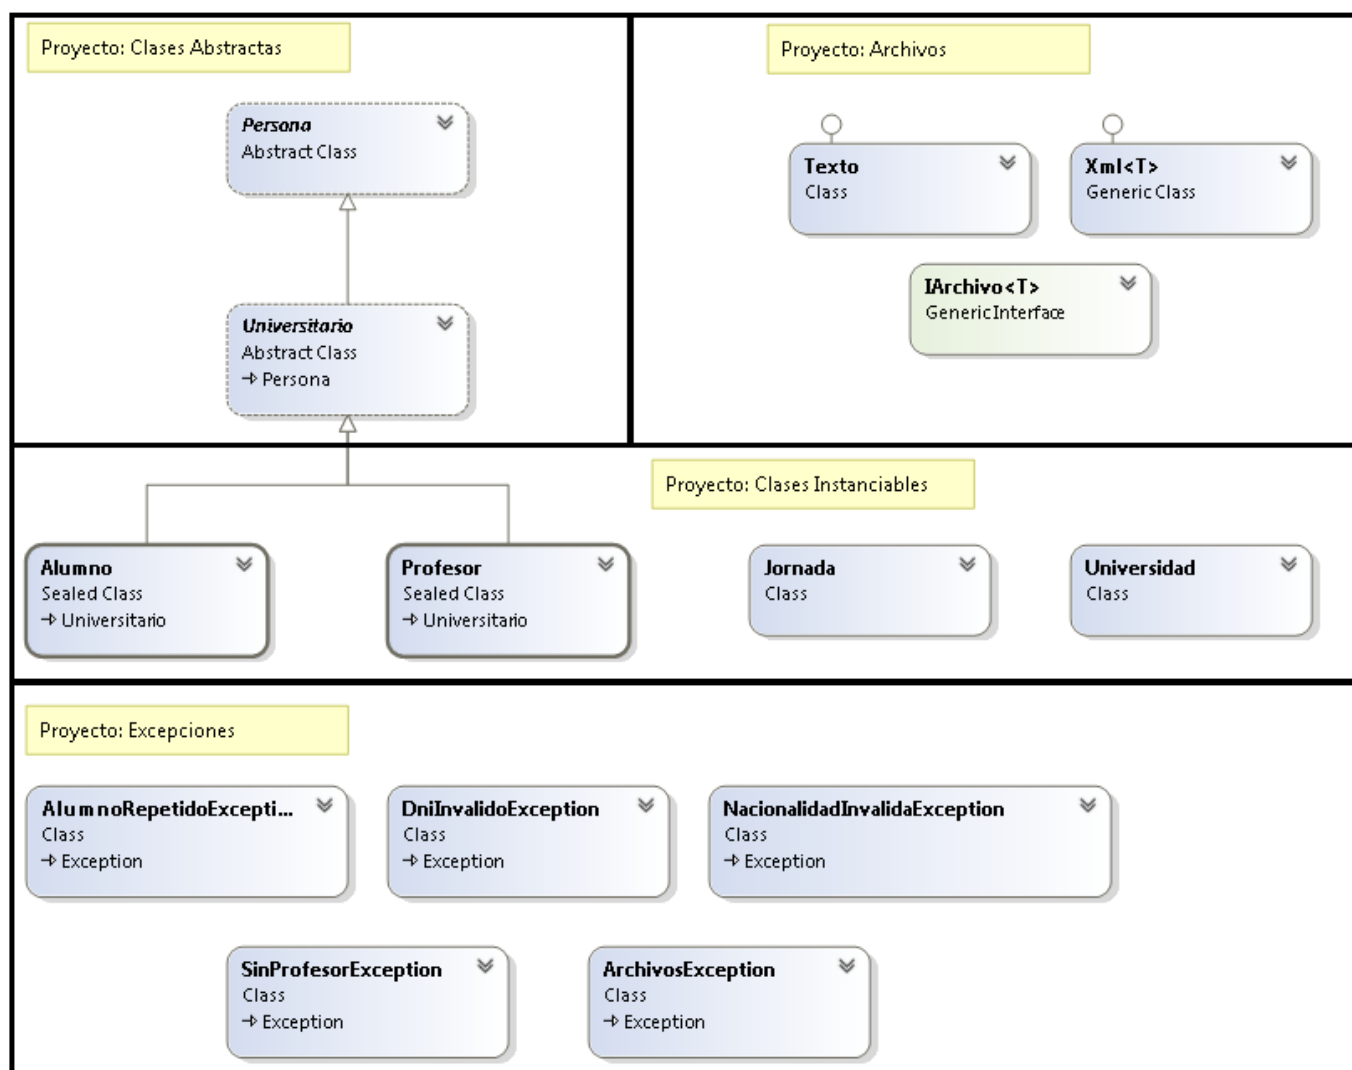 Proyecto: Clases Abstractas
Persona
Abstract Class
Universitario
Abstract Class
Persona
Proyecto: Archivos
Texto
Class
Xml<T>
Generic Class
IArchivo<T>
Generic Interface
Proyecto: Clases Instanciables
Alumno
Sealed Class
Universitario
Profesor
Sealed Class
Universitario
Jornada
Class
Universidad
Class
Proyecto: Excepciones
AlumnoRepetidoExcepti...
Class
Exception
DniInvalidoException
Class
Exception
NacionalidadInvalidaException
Class
Exception
SinProfesorException
Class
Exception
ArchivosException
Class
Exception